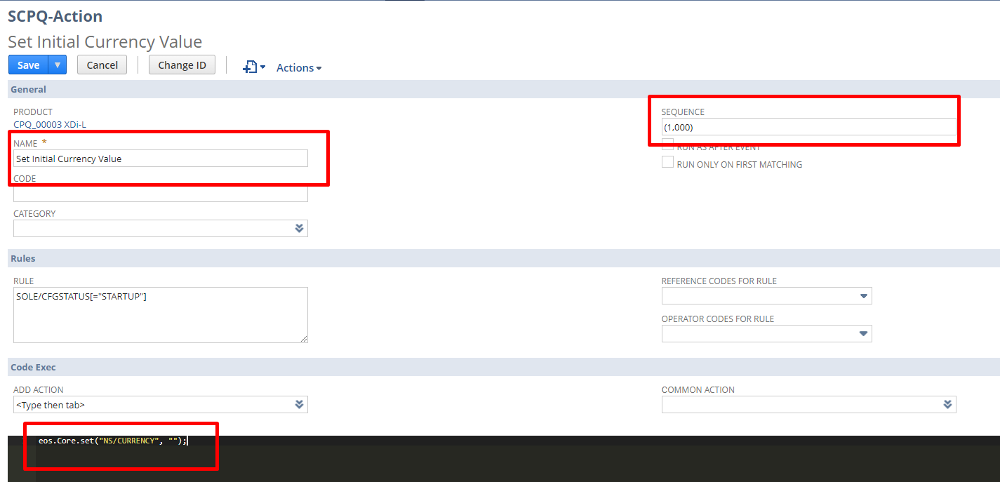 SCPQ-Action
Set Initial Currency Value
Save
Cancel
Change ID
Actions
General
PRODUCT
CPQ_00003 XDi-L
NAME *
Set Initial Currency Value
CODE
CATEGORY
SEQUENCE
(1,000)
RUN AS AFTER EVENT
RUN ONLY ON FIRST MATCHING
Rules
RULE
SOLE/CFGSTATUS[="STARTUP"]
REFERENCE CODES FOR RULE
OPERATOR CODES FOR RULE
Code Exec
ADD ACTION
<Type then tab>
COMMON ACTION
eos.Core.set("NS/CURRENCY", "");